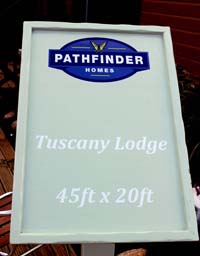 PATHFINDER
HOMES
Tuscany Lodge
45ft x 20ft